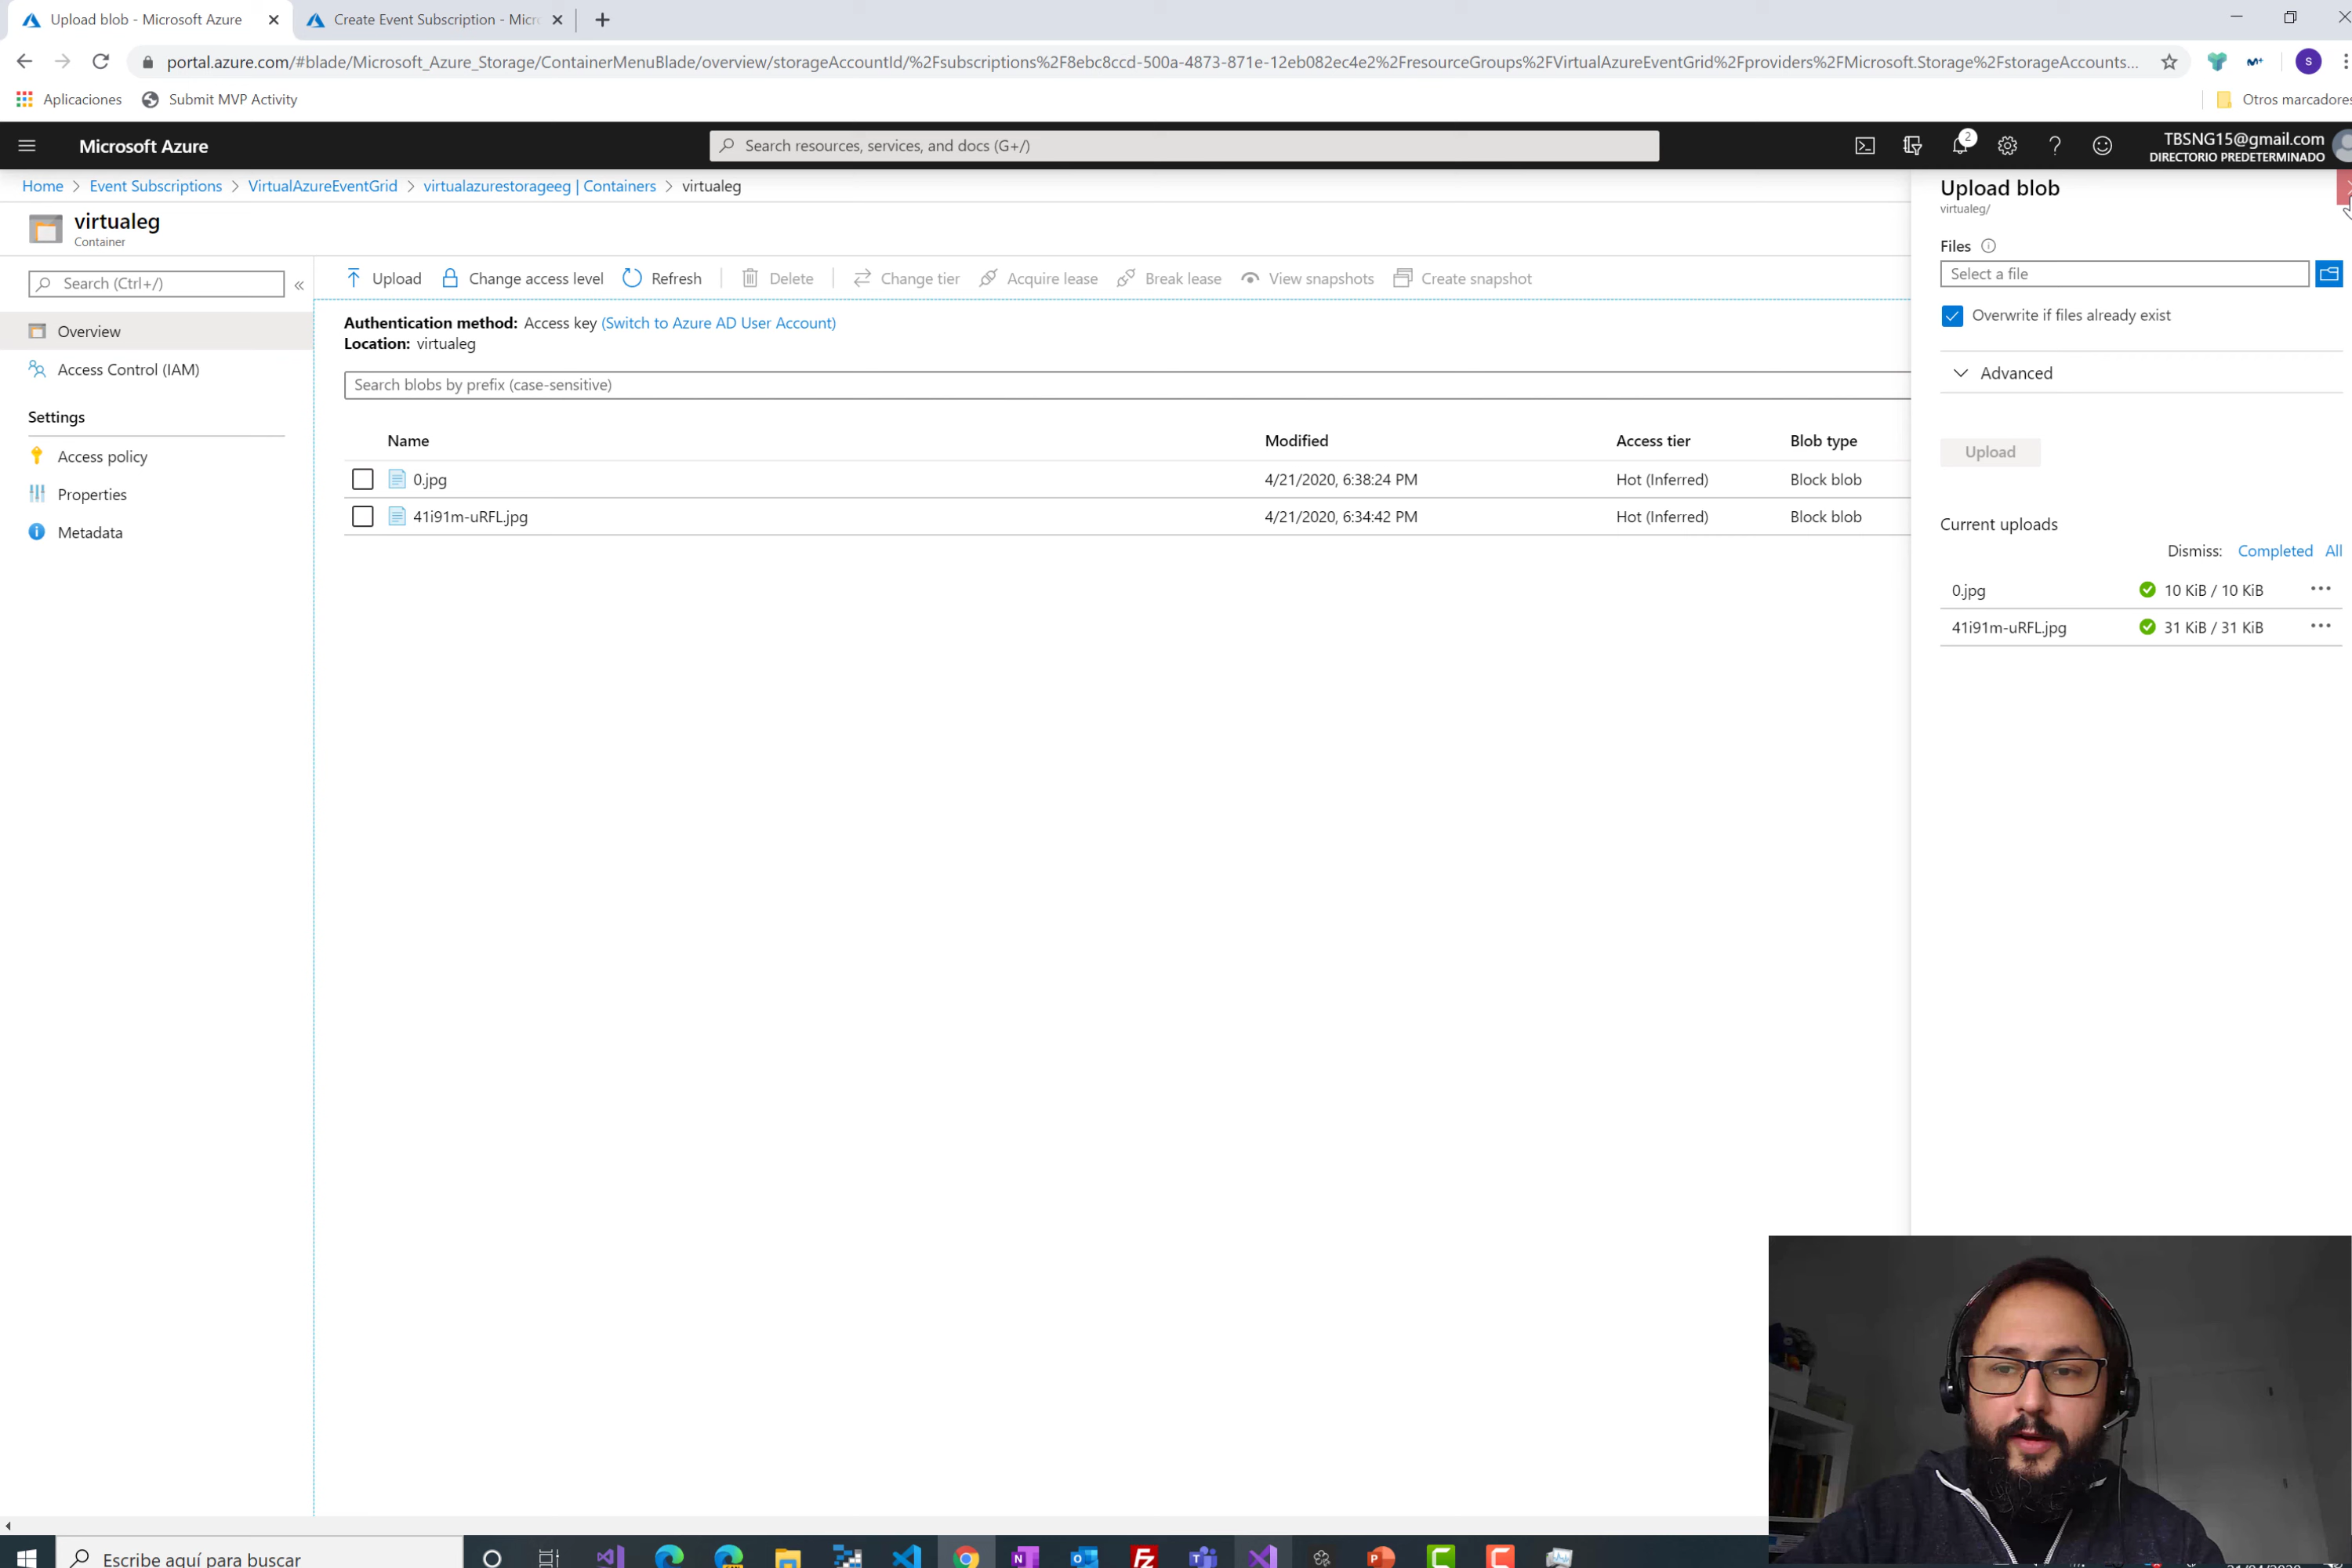 Upload blob - Microsoft Azure
Create Event Subscription - Micr
portal.azure.com/#blade/Microsoft_Azure_Storage/ContainerMenuBlade/overview/storageAccountId/%2Fsubscriptions%2F8ebc8ccd-500a-4873-871e-12eb082ec4e2%2FresourceGroups%2FVirtualAzureEventGrid%2Fproviders%2FMicrosoft.Storage%2FstorageAccounts...
S
Aplicaciones
Submit MVP Activity
Otros marcadores
Microsoft Azure
Search resources, services, and docs (G+/)
2
TBSNG15@gmail.com
DIRECTORIO PREDETERMINADO
Home > Event Subscriptions > VirtualAzureEventGrid > virtualazurestorageeg | Containers > virtualeg
virtualeg
Container
Search (Ctrl+/)
Overview
Access Control (IAM)
Settings
Access policy
Properties
Metadata
Upload
Change access level
Refresh
Delete
Change tier
Acquire lease
Break lease
View snapshots
Create snapshot
Authentication method: Access key (Switch to Azure AD User Account)
Location: virtualeg
Search blobs by prefix (case-sensitive)
Name Modified Access tier Blob type
0.jpg 4/21/2020, 6:38:24 PM Hot (Inferred) Block blob
41i91m-uRFL.jpg 4/21/2020, 6:34:42 PM Hot (Inferred) Block blob
Upload blob
virtualeg/
Files
Select a file
Overwrite if files already exist
Advanced
Upload
Current uploads
Dismiss: Completed All
0.jpg 10 KiB / 10 KiB
41i91m-uRFL.jpg 31 KiB / 31 KiB
Escribe aquí para buscar